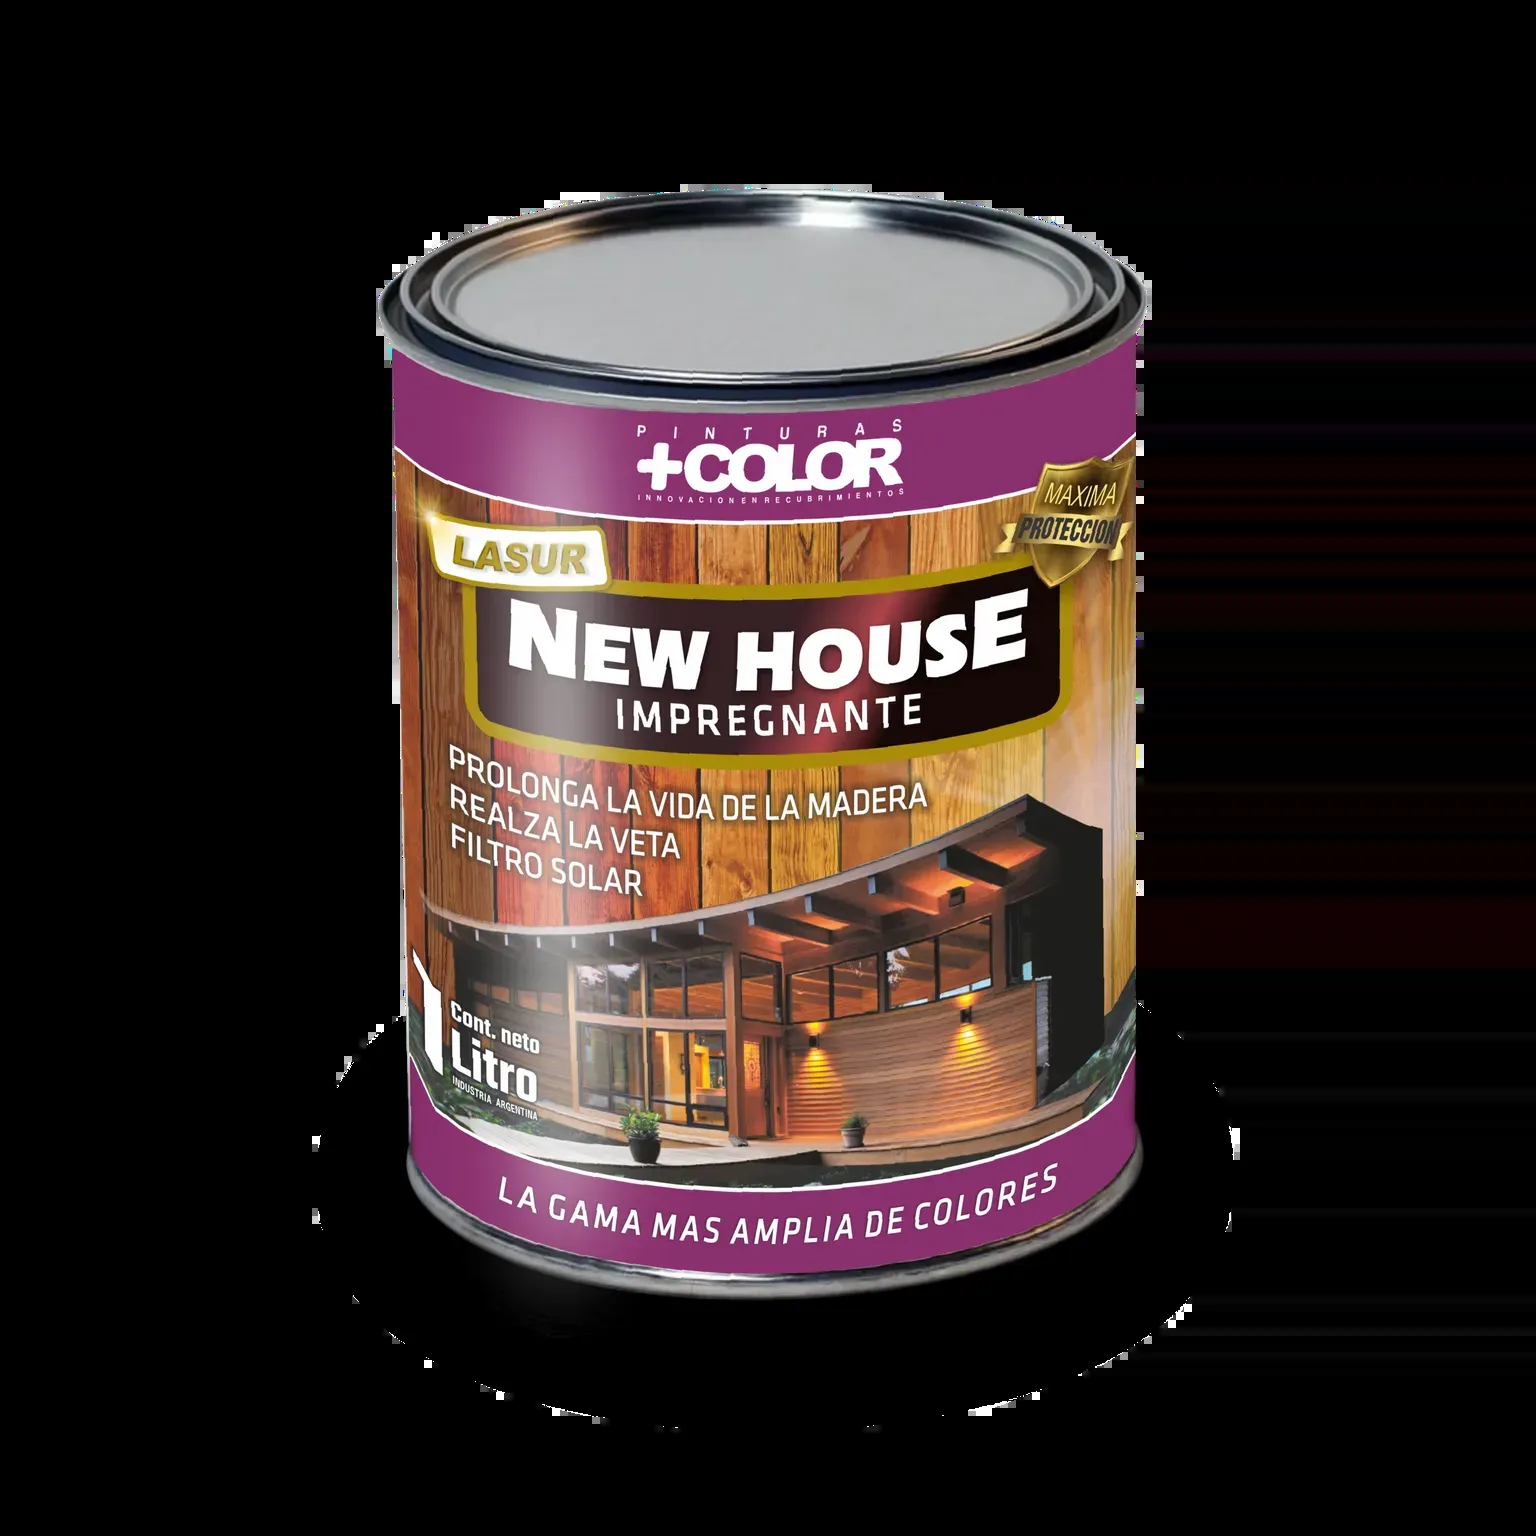 PINTURAS
+COLOR
INNOVACION EN RECUBRIMIENTOS
MAXIMA
PROTECCION
LASUR
NEW HOUSE
IMPREGNANTE
PROLONGA LA VIDA DE LA MADERA
REALZA LA VETA
FILTRO SOLAR
1 Cont. neto
Litro
INDUSTRIA ARGENTINA
LA GAMA MAS AMPLIA DE COLORES